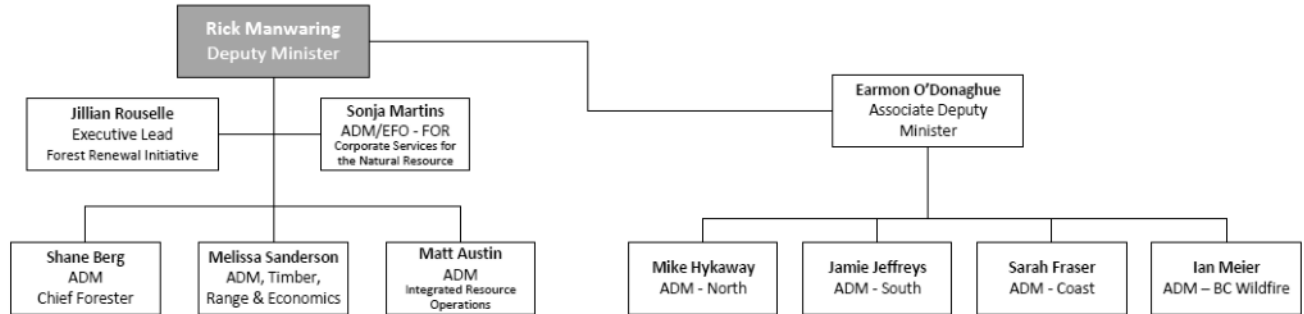 Rick Manwaring
Deputy Minister
Jillian Rouselle
Executive Lead
Forest Renewal Initiative
Sonja Martins
ADM/EFO - FOR
Corporate Services for
the Natural Resource
Earmon O'Donaghue
Associate Deputy
Minister
Shane Berg
ADM
Chief Forester
Melissa Sanderson
ADM, Timber,
Range & Economics
Matt Austin
ADM
Integrated Resource
Operations
Mike Hykaway
ADM - North
Jamie Jeffreys
ADM - South
Sarah Fraser
ADM - Coast
Ian Meier
ADM – BC Wildfire